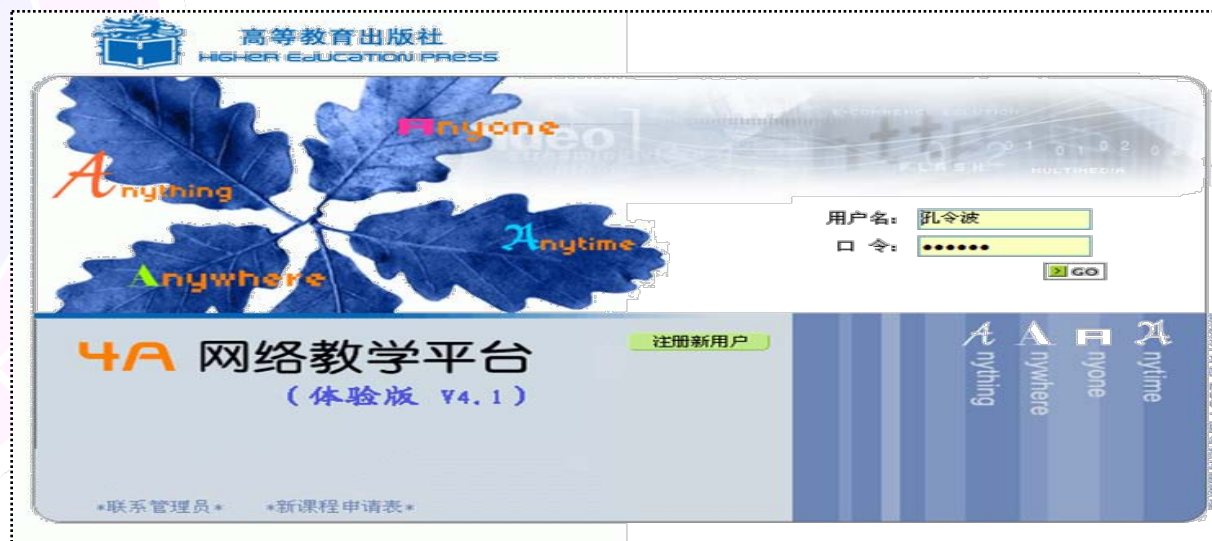 高等教育出版社
HIGHER EDUCATION PRESS
Anyone
Anything
Anytime
Anywhere
FLASH
MULTIMEDIA
用户名: 孔令波
口 令: ••••••
GO
4A 网络教学平台
(体验版 V4.1)
注册新用户
Anything
Anywhere
Anyone
Anytime
*联系管理员* *新课程申请表*